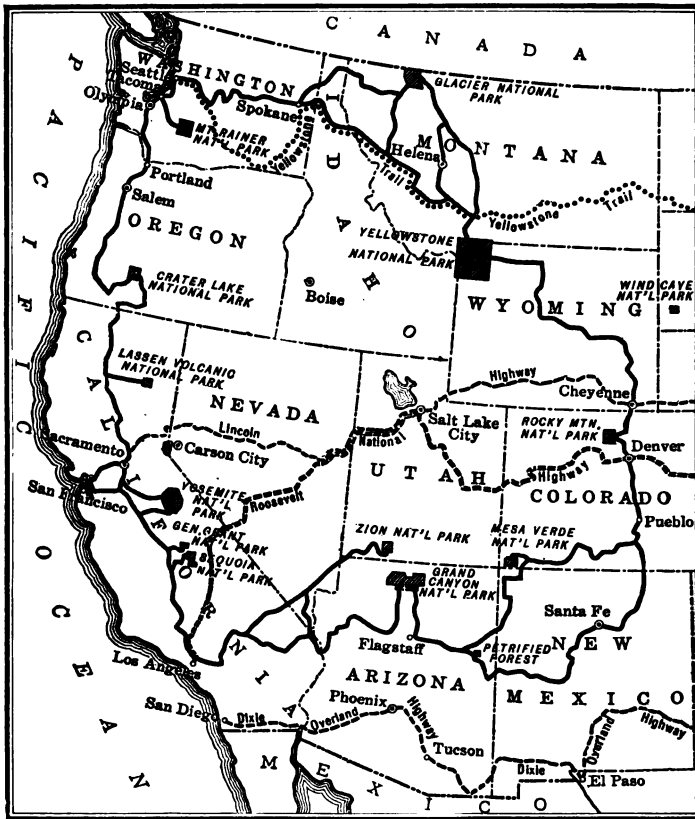 CANADA
PACIFIC OCEAN
WASHINGTON
Seattle
Tacoma
Olympia
Spokane
MT. RAINER
NAT'L PARK
Yellowstone
Trail
GLACIER NATIONAL
PARK
MONTANA
Helena
IDAHO
Portland
Salem
OREGON
CRATER LAKE
NATIONAL PARK
Boise
YELLOWSTONE
NATIONAL PARK
Yellowstone
Trail
WYOMING
WIND CAVE
NAT'L PARK
CALIFORNIA
LASSEN VOLCANIC
NATIONAL PARK
NEVADA
Lincoln
Highway
Cheyenne
Salt Lake
City
ROCKY MTN.
NAT'L PARK
Denver
Sacramento
Carson City
National
UTAH
Highway
COLORADO
San Francisco
YOSEMITE
NAT'L
PARK
Roosevelt
Pueblo
GEN. GRANT
NAT'L PARK
SEQUOIA
NAT'L PARK
ZION NAT'L PARK
MESA VERDE
NAT'L PARK
GRAND
CANYON
NAT'L PARK
Santa Fe
Flagstaff
PETRIFIED
FOREST
NEW
MEXICO
Los Angeles
ARIZONA
San Diego
Dixie
Overland
Phoenix
Highway
Tucson
Dixie
Overland
Highway
El Paso
MEXICO